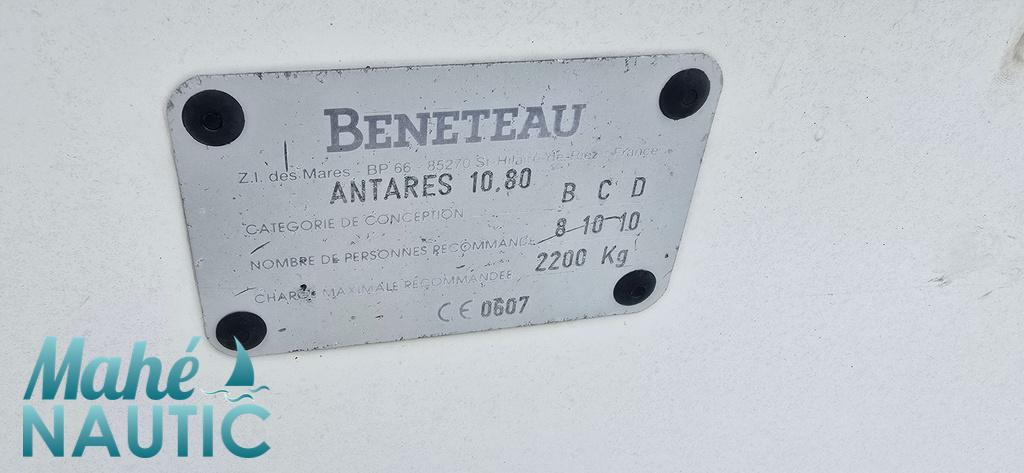 BENETEAU
Z.I. des Mares - BP 66 - 85270 St-Hilaire-de-Riez - France
ANTARES 10.80
CATEGORIE DE CONCEPTION B C D
NOMBRE DE PERSONNES RECOMMANDE 8 10 10
CHARGE MAXIMALE RECOMMANDEE 2200 Kg
CE 0607
Mahé
NAUTIC